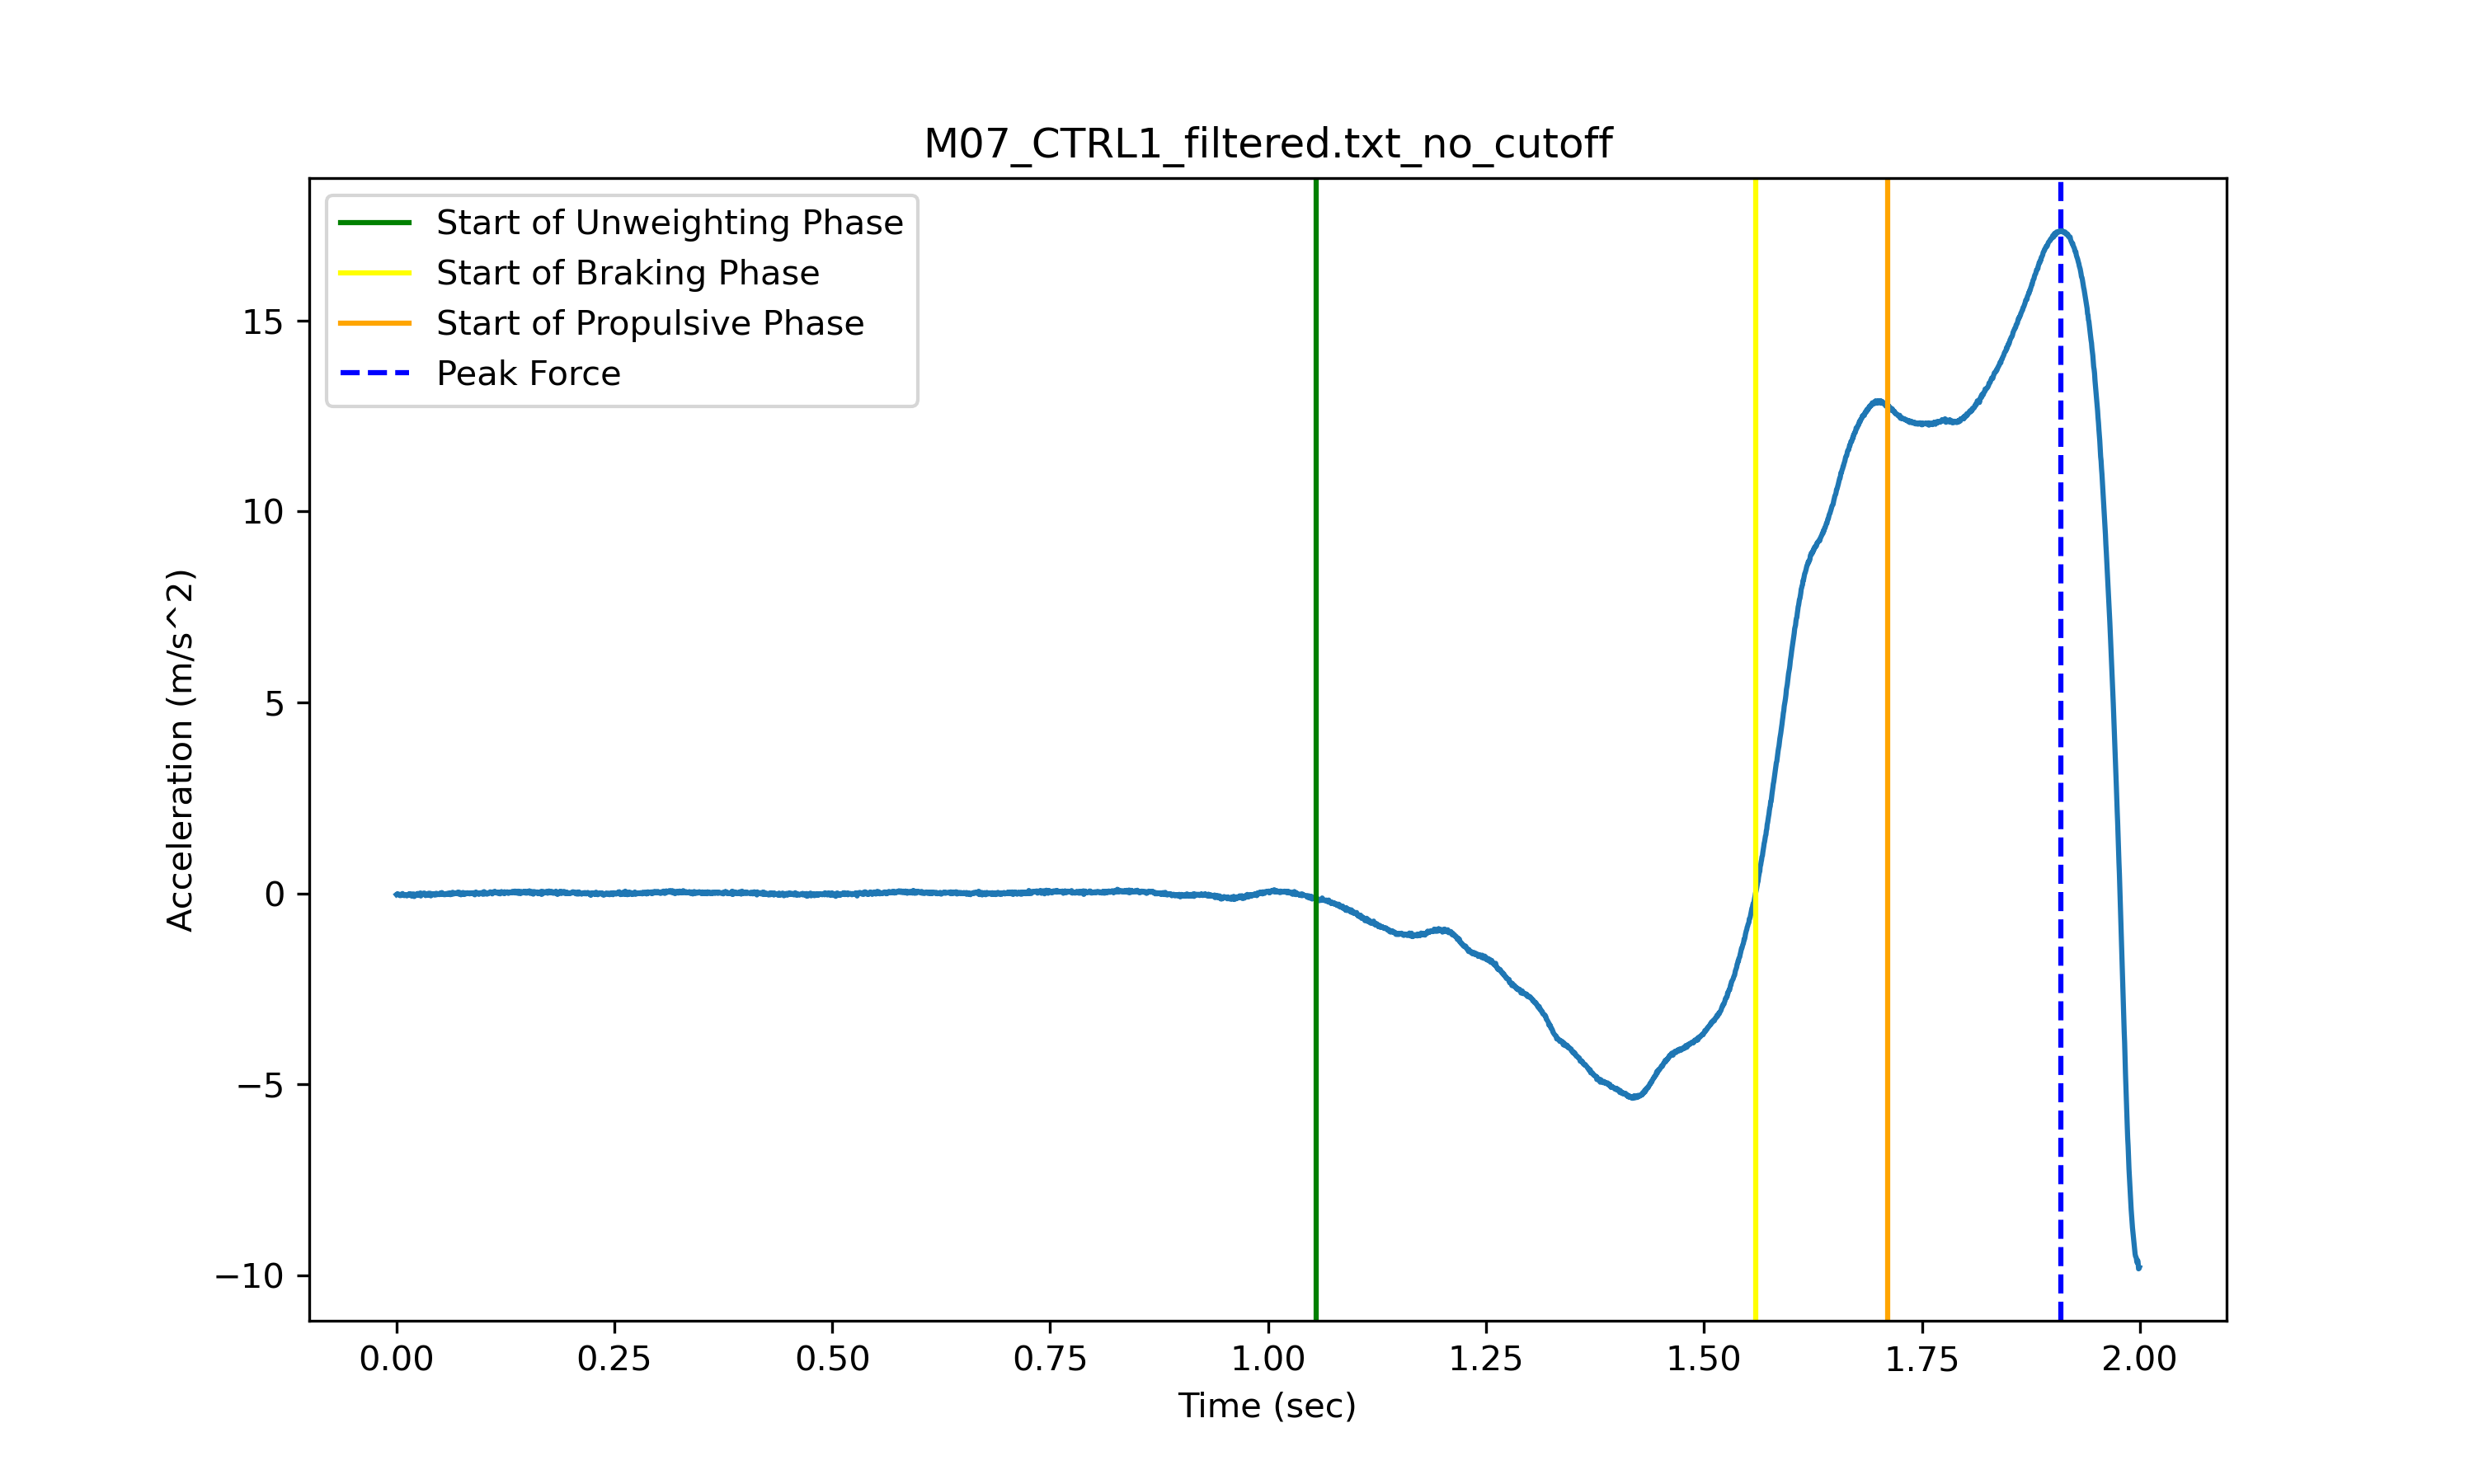 M07_CTRL1_filtered.txt_no_cutoff
Start of Unweighting Phase
Start of Braking Phase
Start of Propulsive Phase
Peak Force
Acceleration (m/s^2)
15
10
5
0
−5
−10
0.00 0.25 0.50 0.75 1.00 1.25 1.50 1.75 2.00
Time (sec)